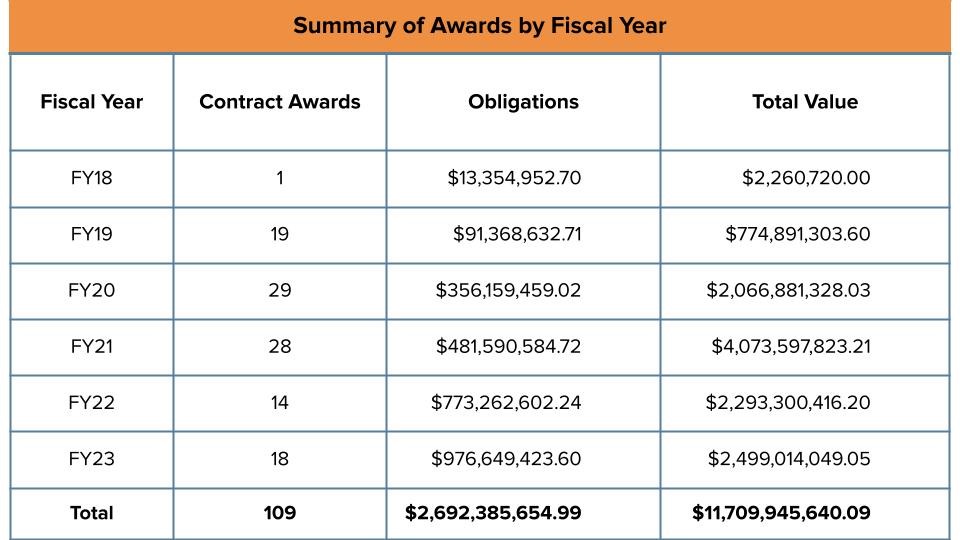 Summary of Awards by Fiscal Year
Fiscal Year Contract Awards Obligations Total Value
FY18 1 $13,354,952.70 $2,260,720.00
FY19 19 $91,368,632.71 $774,891,303.60
FY20 29 $356,159,459.02 $2,066,881,328.03
FY21 28 $481,590,584.72 $4,073,597,823.21
FY22 14 $773,262,602.24 $2,293,300,416.20
FY23 18 $976,649,423.60 $2,499,014,049.05
Total 109 $2,692,385,654.99 $11,709,945,640.09